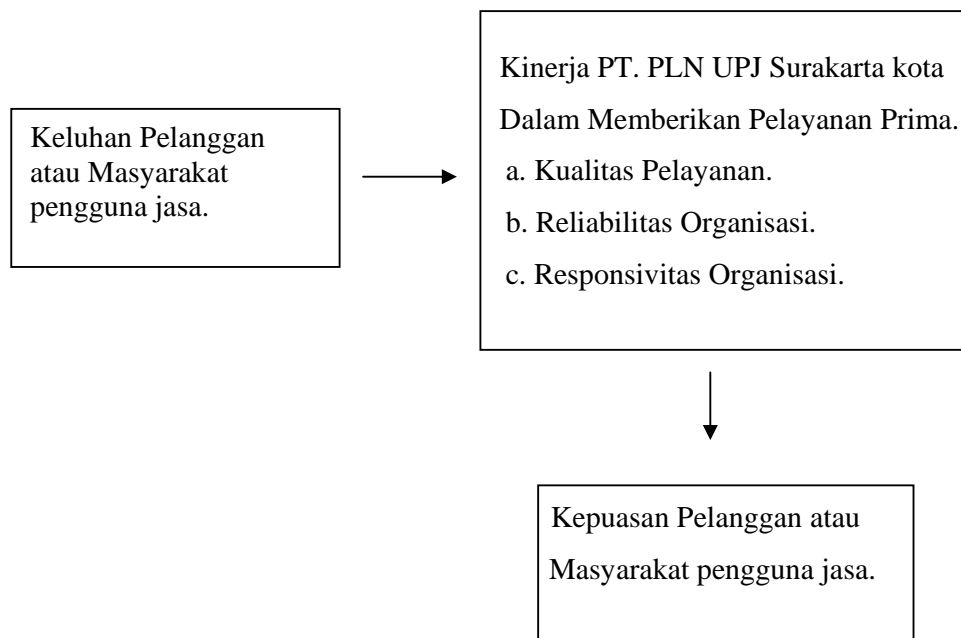 Keluhan Pelanggan
atau Masyarakat
pengguna jasa.
Kinerja PT. PLN UPJ Surakarta kota
Dalam Memberikan Pelayanan Prima.
a. Kualitas Pelayanan.
b. Reliabilitas Organisasi.
c. Responsivitas Organisasi.
Kepuasan Pelanggan atau
Masyarakat pengguna jasa.